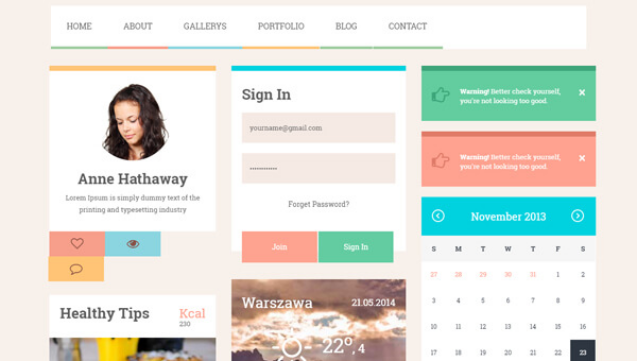 HOME ABOUT GALLERYS PORTFOLIO BLOG CONTACT
Anne Hathaway
Lorem Ipsum is simply dummy text of the
printing and typesetting industry
Healthy Tips Kcal
230
Sign In
yourname@gmail.com
Forget Password?
Join Sign In
Warszawa 21.05.2014
22°, 4
Warning! Better check yourself,
you're not looking too good.
Warning! Better check yourself,
you're not looking too good.
November 2013
S M T W T F S
27 28 29 30 31 1 2
3 4 5 6 7 8 9
10 11 12 13 14 15 16
17 18 19 20 21 22 23